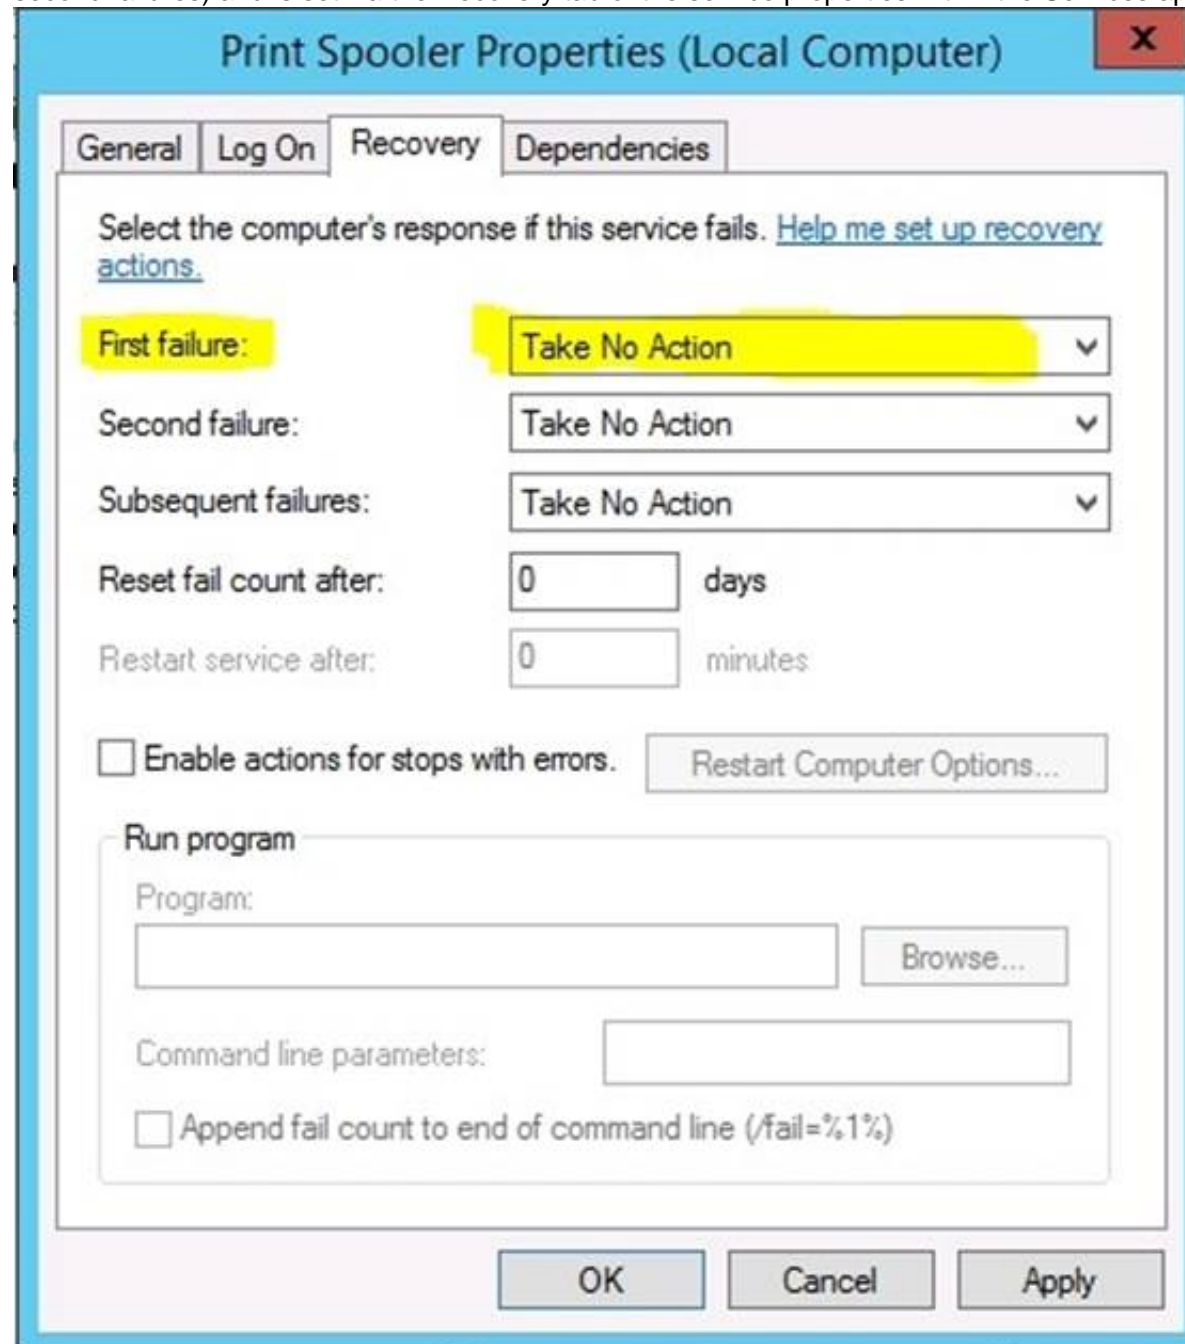 Print Spooler Properties (Local Computer)
x
General Log On Recovery Dependencies
Select the computer's response if this service fails. Help me set up recovery
actions.
First failure: Take No Action
Second failure: Take No Action
Subsequent failures: Take No Action
Reset fail count after: 0 days
Restart service after: 0 minutes
Enable actions for stops with errors. Restart Computer Options...
Run program
Program:
Browse...
Command line parameters:
Append fail count to end of command line (/fail=%1%)
OK Cancel Apply